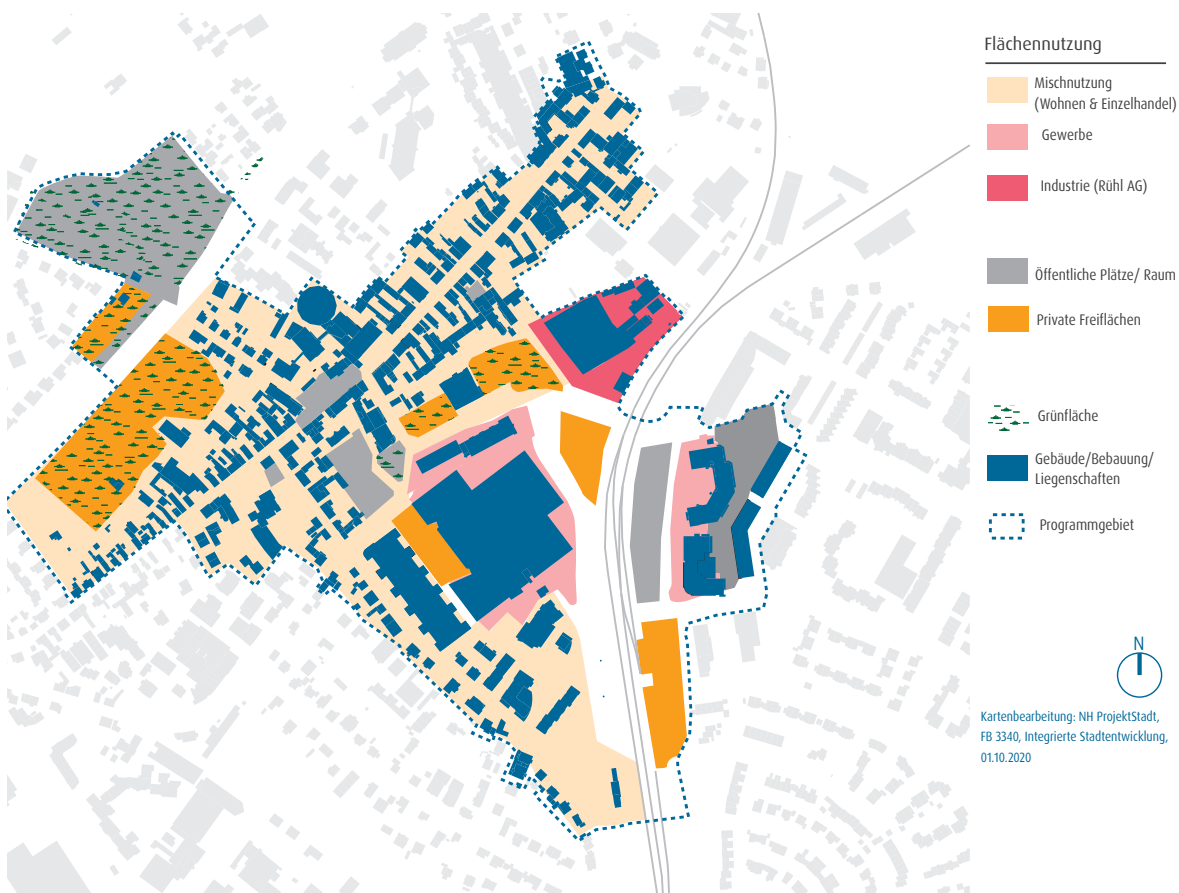 Flächennutzung
Mischnutzung
(Wohnen & Einzelhandel)
Gewerbe
Industrie (Rühl AG)
Öffentliche Plätze/ Raum
Private Freiflächen
Grünfläche
Gebäude/Bebauung/
Liegenschaften
Programmgebiet
N
Kartenbearbeitung: NH ProjektStadt,
FB 3340, Integrierte Stadtentwicklung,
01.10.2020